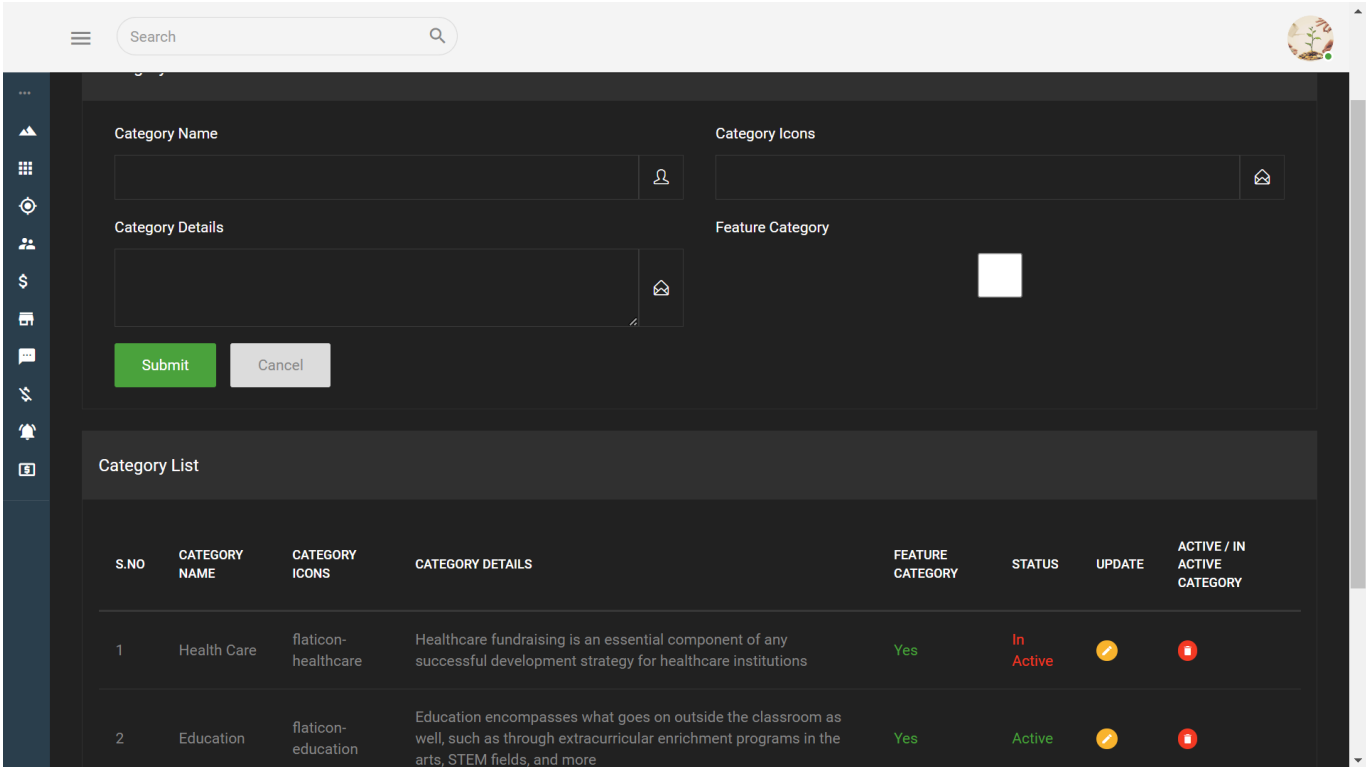 Search
Category Name
Category Icons
Category Details
Feature Category
Submit
Cancel
Category List
S.NO
CATEGORY
NAME
CATEGORY
ICONS
CATEGORY DETAILS
FEATURE
CATEGORY
STATUS
UPDATE
ACTIVE / IN
ACTIVE
CATEGORY
1
Health Care
flaticon-
healthcare
Healthcare fundraising is an essential component of any
successful development strategy for healthcare institutions
Yes
In
Active
2
Education
flaticon-
education
Education encompasses what goes on outside the classroom as
well, such as through extracurricular enrichment programs in the
arts, STEM fields, and more
Yes
Active